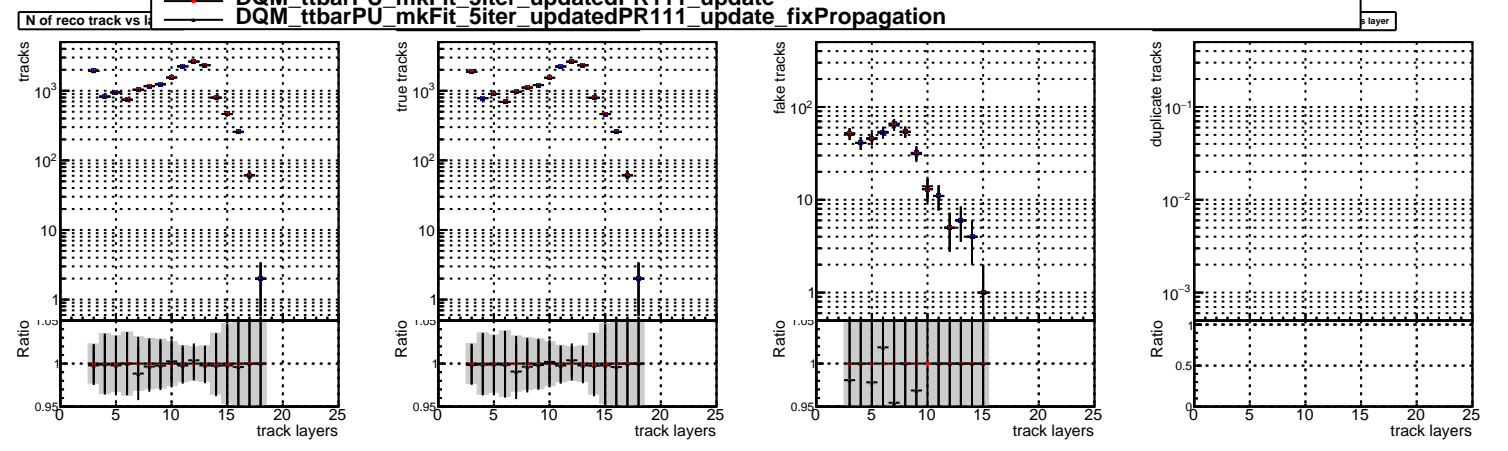 DQM_ttbarPU_mkFit_5iter_updatedPR111_update
DQM_ttbarPU_mkFit_5iter_updatedPR111_update_fixPropagation
N of reco track vs
s layer
tracks
10³
10²
10
1
Ratio
1.05
1
0.95
0 5 10 15 20 25
track layers
true tracks
10³
10²
10
1
Ratio
1.05
1
0.95
0 5 10 15 20 25
track layers
fake tracks
10²
10
1
Ratio
1.05
1
0.95
0 5 10 15 20 25
track layers
duplicate tracks
10⁻¹
10⁻²
10⁻³
Ratio
1
0.5
0
0 5 10 15 20 25
track layers